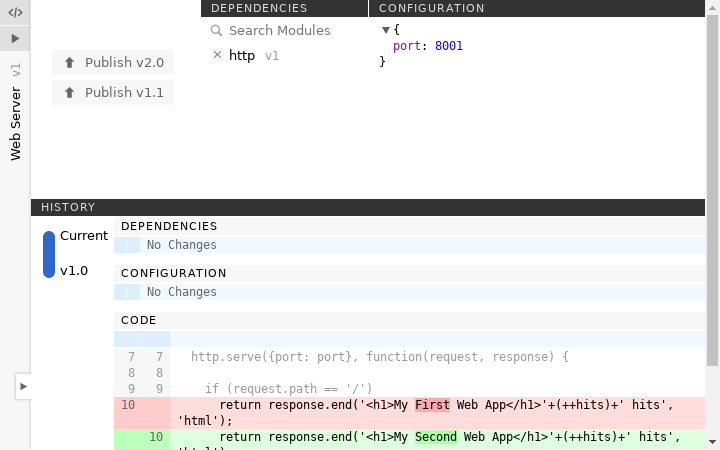 </>
Web Server v1
Publish v2.0
Publish v1.1
DEPENDENCIES
Search Modules
× http v1
CONFIGURATION
{
port: 8001
}
HISTORY
Current
v1.0
DEPENDENCIES
No Changes
CONFIGURATION
No Changes
CODE
7 7 http.serve({port: port}, function(request, response) {
8 8
9 9 if (request.path == '/')
10 return response.end('<h1>My First Web App</h1>'+(++hits)+' hits',
'html');
10 return response.end('<h1>My Second Web App</h1>'+(++hits)+' hits',